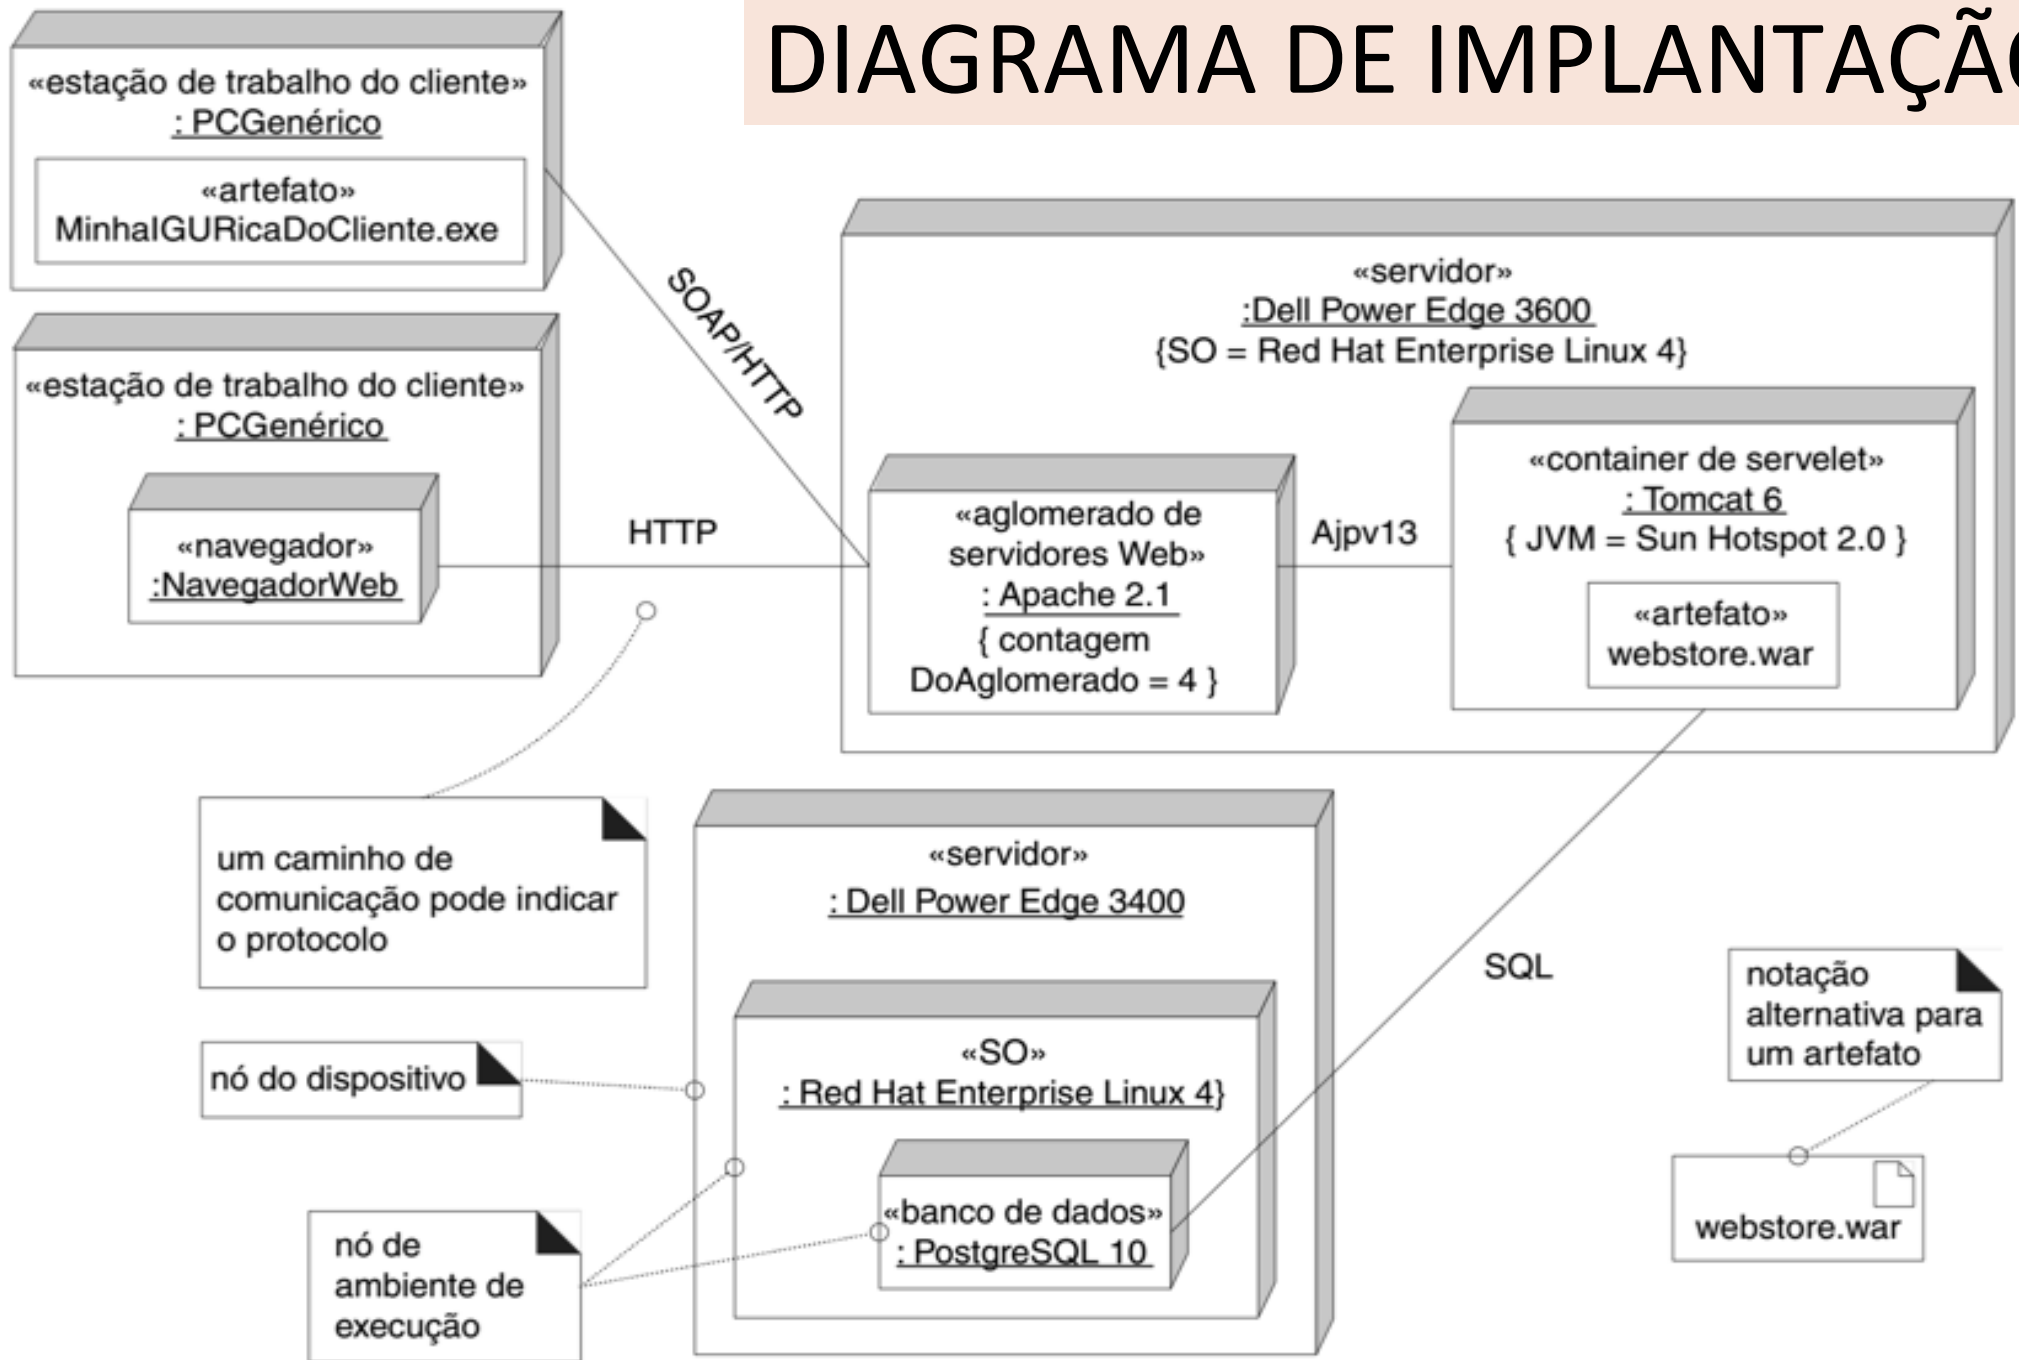 DIAGRAMA DE IMPLANTAÇÃO
«estação de trabalho do cliente»
: PCGenérico
«artefato»
MinhaIGURicaDoCliente.exe
«estação de trabalho do cliente»
: PCGenérico
«navegador»
:NavegadorWeb
SOAP/HTTP
HTTP
«servidor»
:Dell Power Edge 3600
{SO = Red Hat Enterprise Linux 4}
«aglomerado de
servidores Web»
: Apache 2.1
{ contagem
DoAglomerado = 4 }
Ajpv13
«container de servelet»
: Tomcat 6
{ JVM = Sun Hotspot 2.0 }
«artefato»
webstore.war
um caminho de
comunicação pode indicar
o protocolo
nó do dispositivo
nó de
ambiente de
execução
«servidor»
: Dell Power Edge 3400
«SO»
: Red Hat Enterprise Linux 4}
«banco de dados»
: PostgreSQL 10
SQL
notação
alternativa para
um artefato
webstore.war